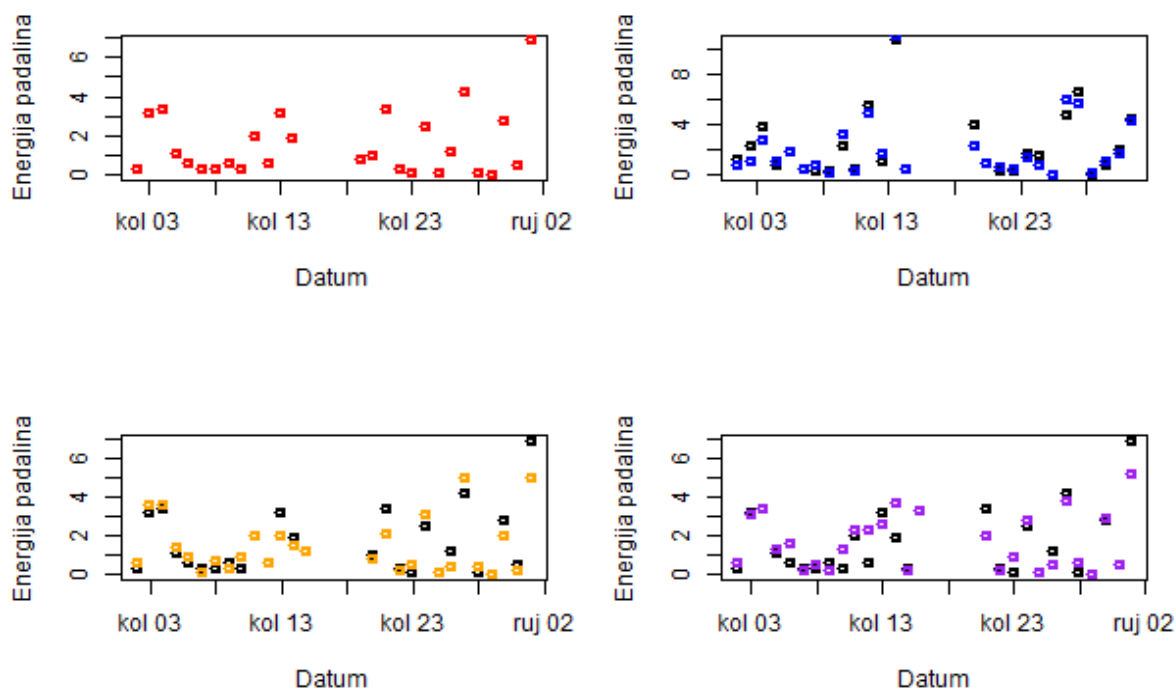 Energija padalina
0 2 4 6
kol 03 kol 13 kol 23 ruj 02
Datum
Energija padalina
0 4 8
kol 03 kol 13 kol 23
Datum
Energija padalina
0 2 4 6
kol 03 kol 13 kol 23 ruj 02
Datum
Energija padalina
0 2 4 6
kol 03 kol 13 kol 23 ruj 02
Datum